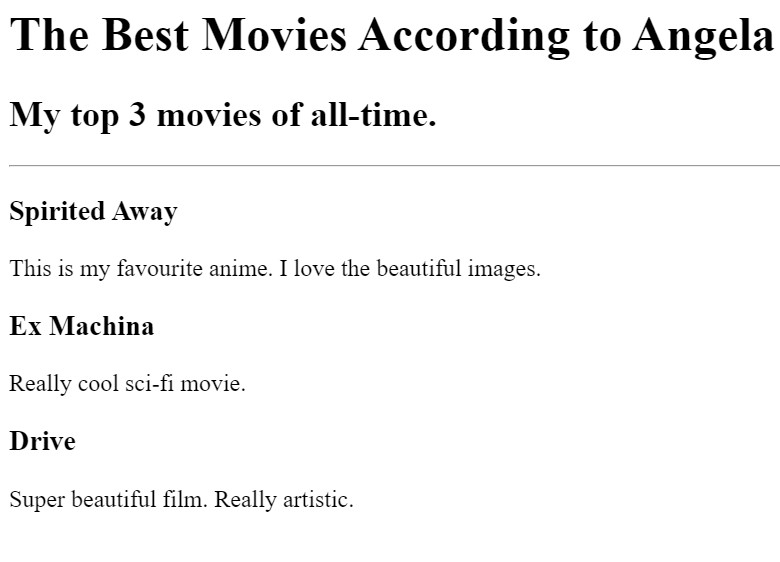 The Best Movies According to Angela
My top 3 movies of all-time.
Spirited Away
This is my favourite anime. I love the beautiful images.
Ex Machina
Really cool sci-fi movie.
Drive
Super beautiful film. Really artistic.